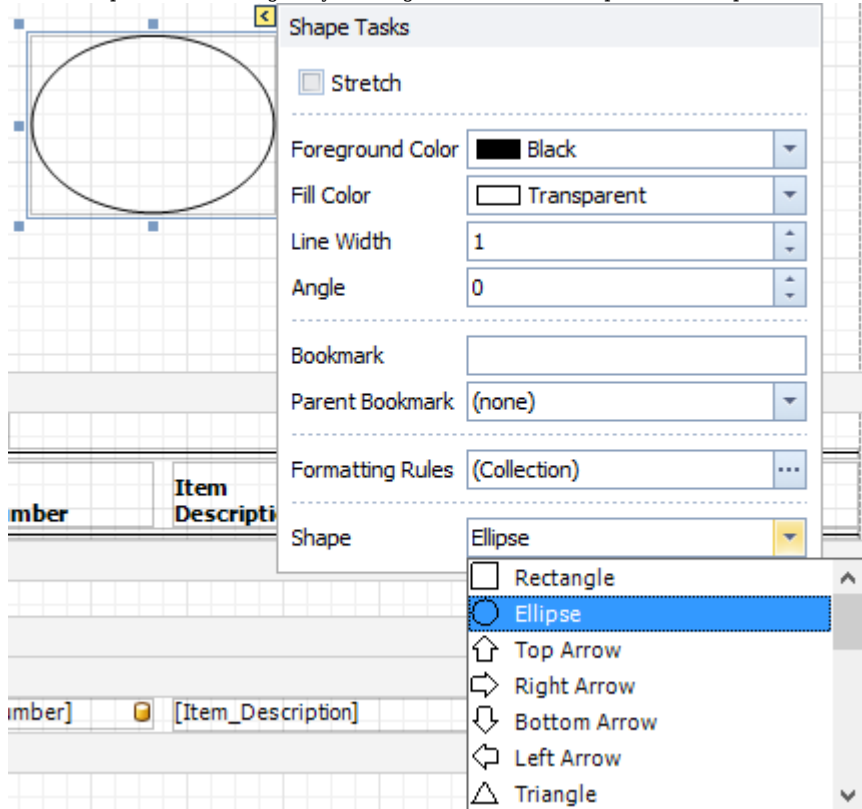 Shape Tasks
Stretch
Foreground Color Black
Fill Color Transparent
Line Width 1
Angle 0
Bookmark
Parent Bookmark (none)
Formatting Rules (Collection)
Item
mber Descripti
Shape Ellipse
Rectangle
Ellipse
Top Arrow
Right Arrow
Bottom Arrow
umber] [Item_Description]
Left Arrow
Triangle